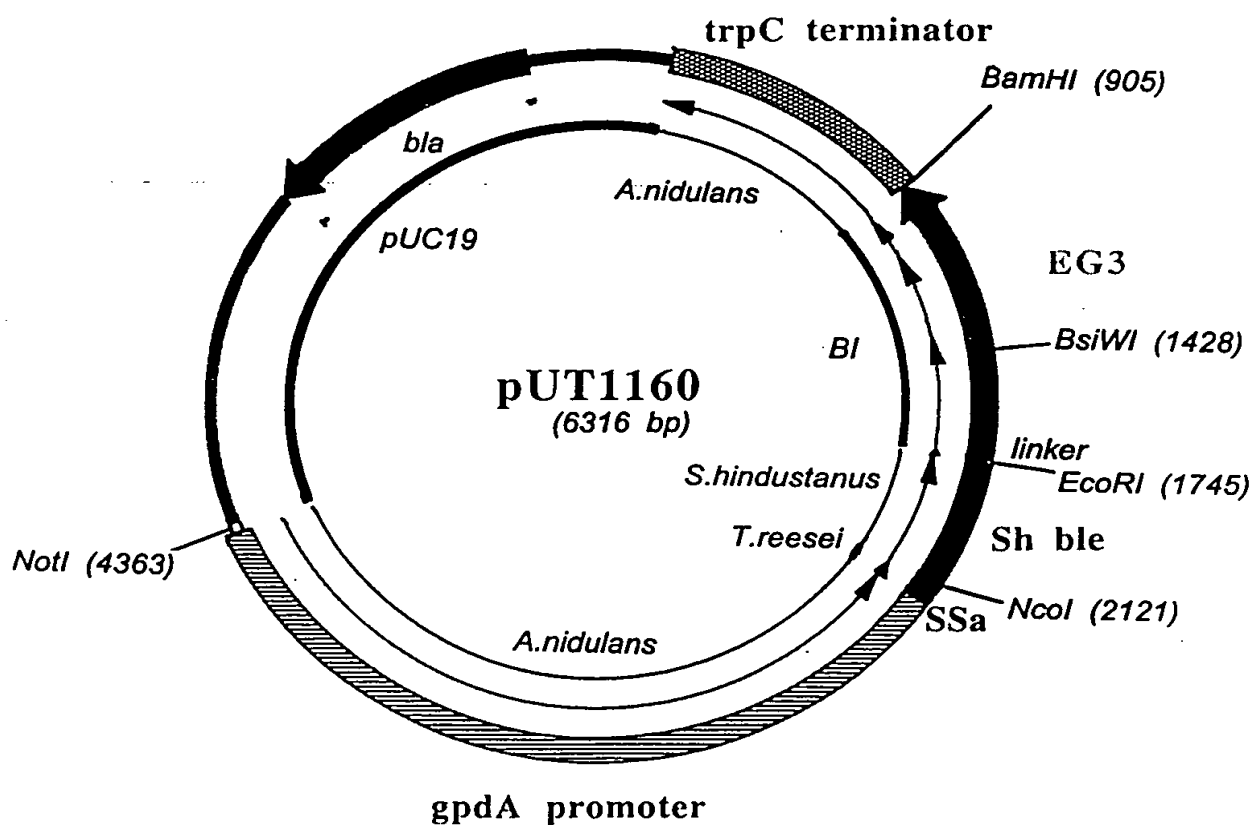 trpC terminator
BamHI (905)
bla
A.nidulans
pUC19
EG3
BsiWI (1428)
BI
pUT1160
(6316 bp)
linker
EcoRI (1745)
S.hindustanus
T.reesei
Sh ble
NotI (4363)
NcoI (2121)
SSa
A.nidulans
gpdA promoter